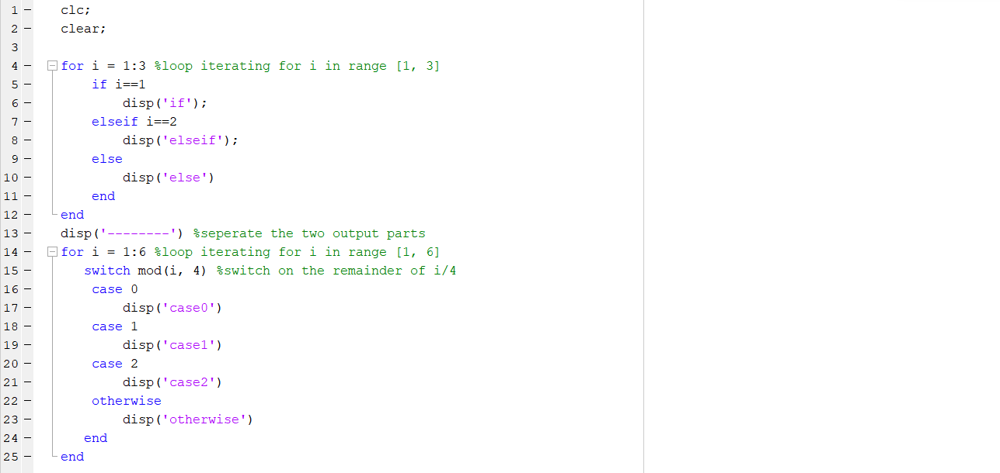 1 - clc;
2 - clear;
3
4 - for i = 1:3 %loop iterating for i in range [1, 3]
5 - if i==1
6 - disp('if');
7 - elseif i==2
8 - disp('elseif');
9 - else
10 - disp('else')
11 - end
12 - end
13 - disp('--------') %seperate the two output parts
14 - for i = 1:6 %loop iterating for i in range [1, 6]
15 - switch mod(i, 4) %switch on the remainder of i/4
16 - case 0
17 - disp('case0')
18 - case 1
19 - disp('case1')
20 - case 2
21 - disp('case2')
22 - otherwise
23 - disp('otherwise')
24 - end
25 - end